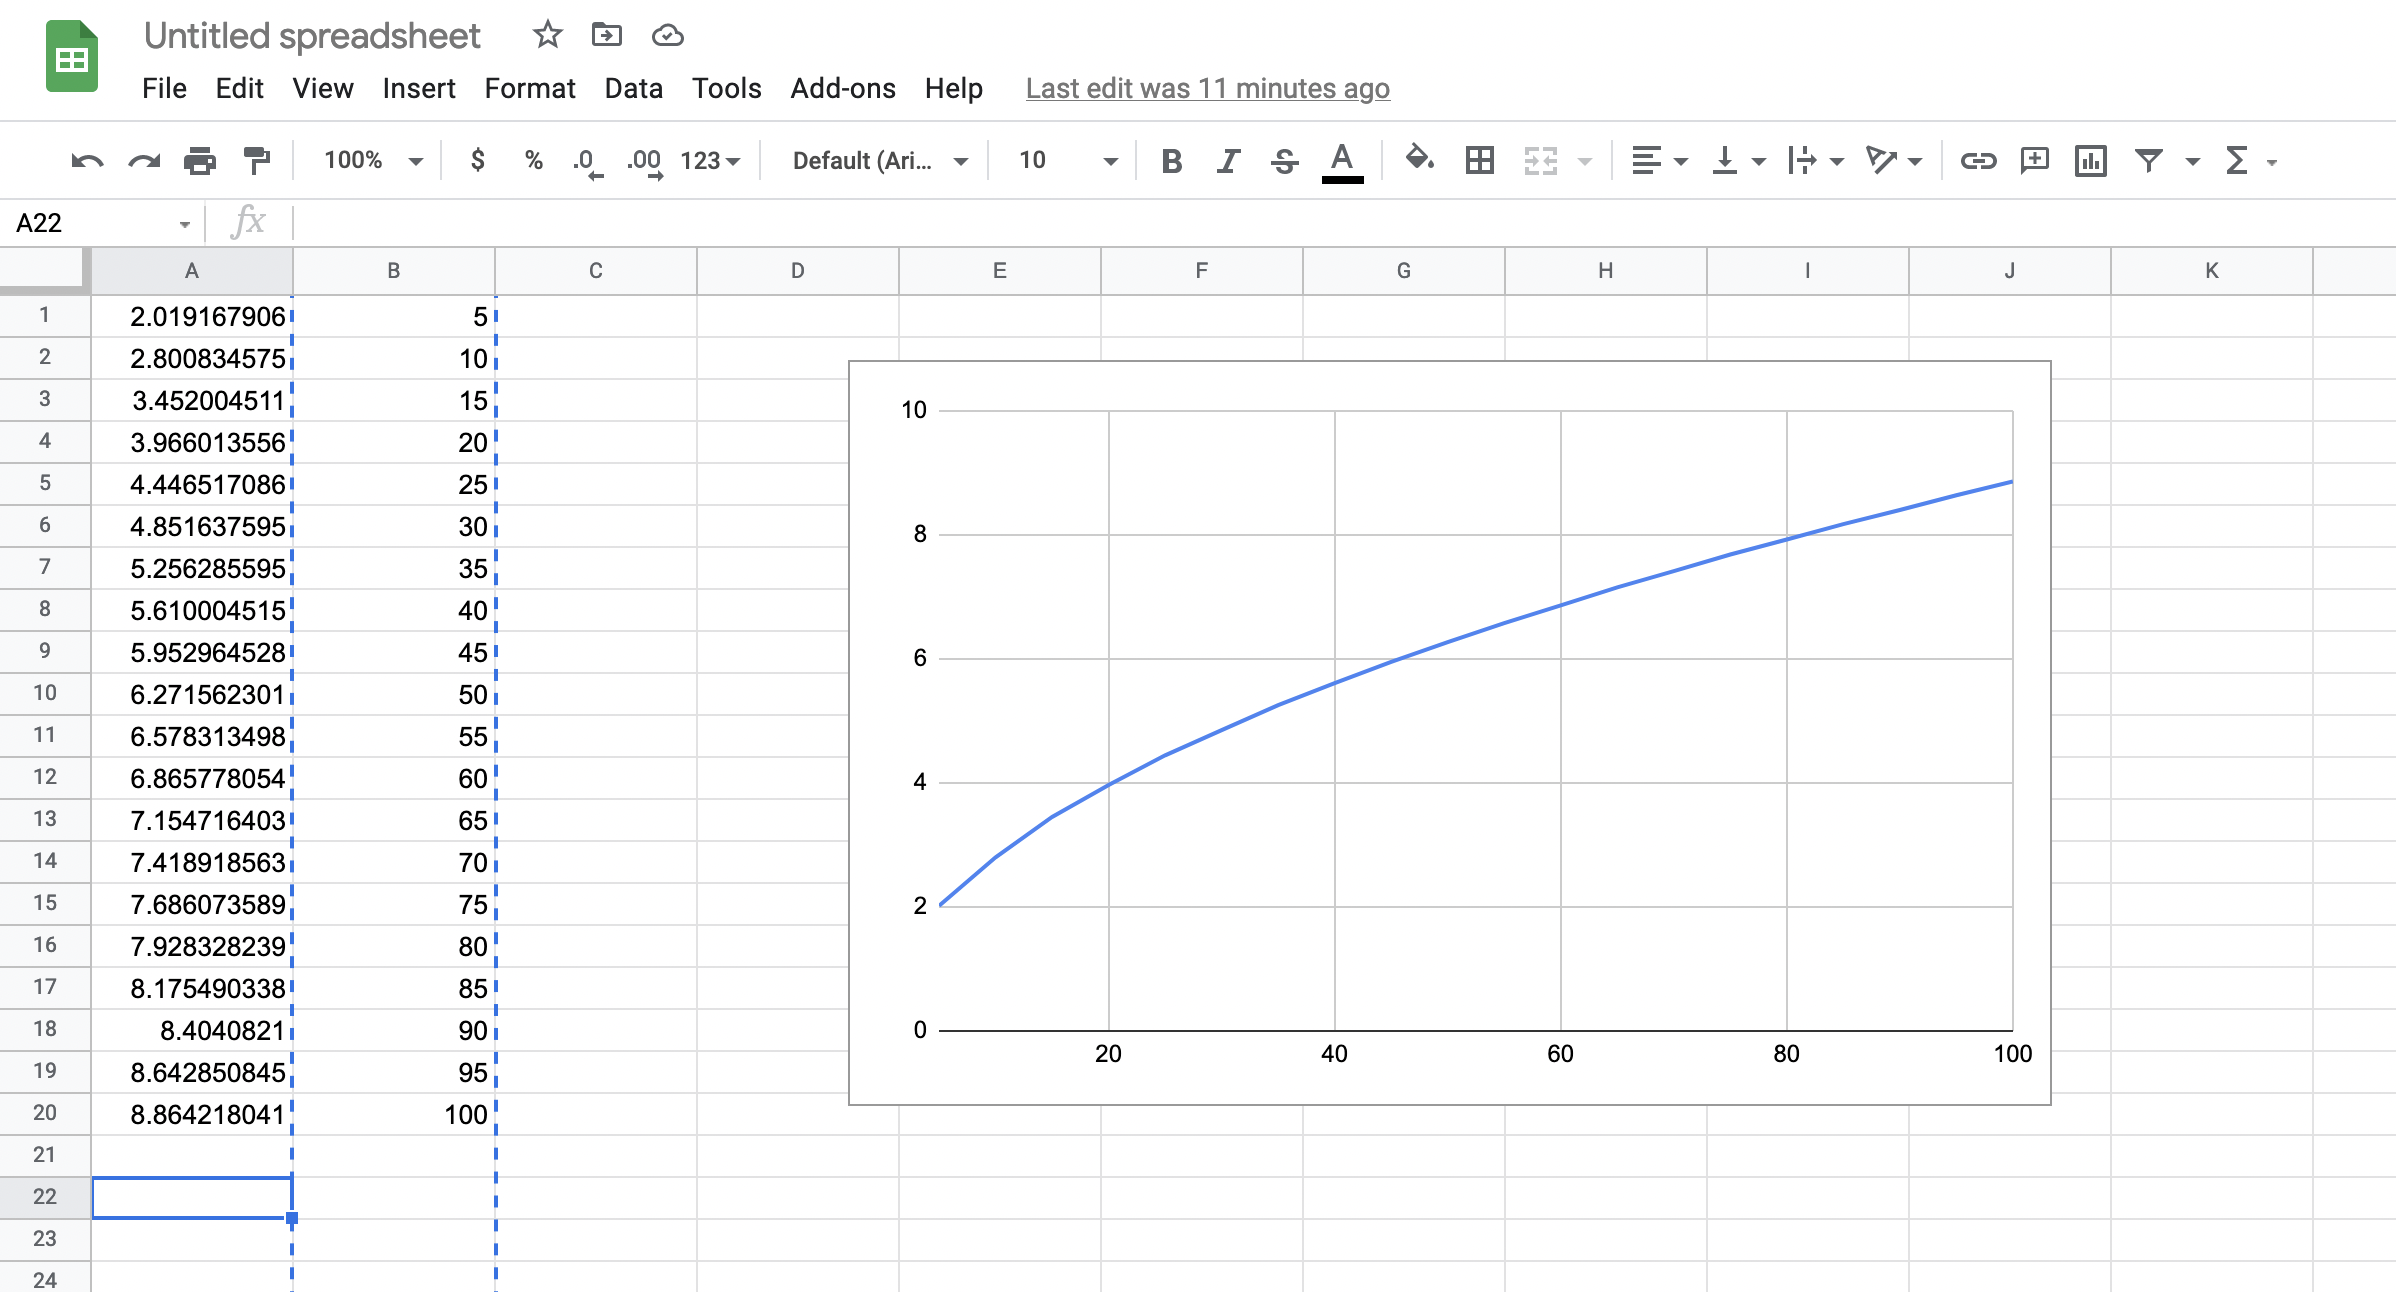 Untitled spreadsheet
File Edit View Insert Format Data Tools Add-ons Help Last edit was 11 minutes ago
100% $ % .0 .00 123 Default (Ari... 10 B I S A Σ
A22 fx
A B C D E F G H I J K
1 2.019167906 5
2 2.800834575 10
3 3.452004511 15
4 3.966013556 20
5 4.446517086 25
6 4.851637595 30
7 5.256285595 35
8 5.610004515 40
9 5.952964528 45
10 6.271562301 50
11 6.578313498 55
12 6.865778054 60
13 7.154716403 65
14 7.418918563 70
15 7.686073589 75
16 7.928328239 80
17 8.175490338 85
18 8.4040821 90
19 8.642850845 95
20 8.864218041 100
21
22
23
24
10
8
6
4
2
0
20 40 60 80 100